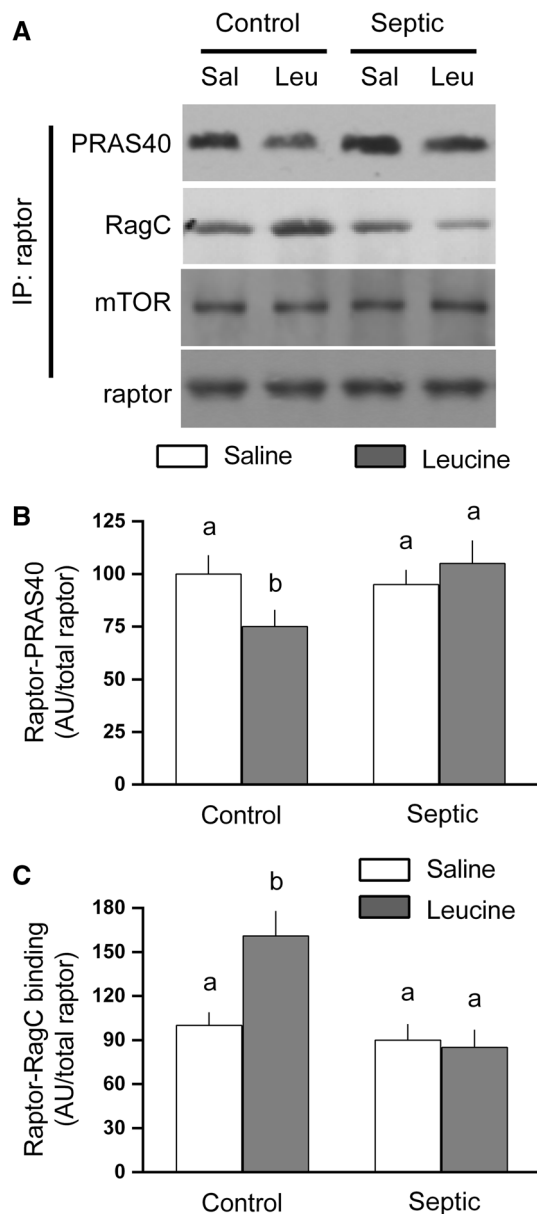 A
Control Septic
Sal Leu Sal Leu
IP: raptor
PRAS40
RagC
mTOR
raptor
Saline Leucine
B
Raptor-PRAS40
(AU/total raptor)
125
100
75
50
25
0
a
b
a
a
Control Septic
C
Saline
Leucine
Raptor-RagC binding
(AU/total raptor)
180
150
120
90
60
30
0
a
b
a
a
Control Septic